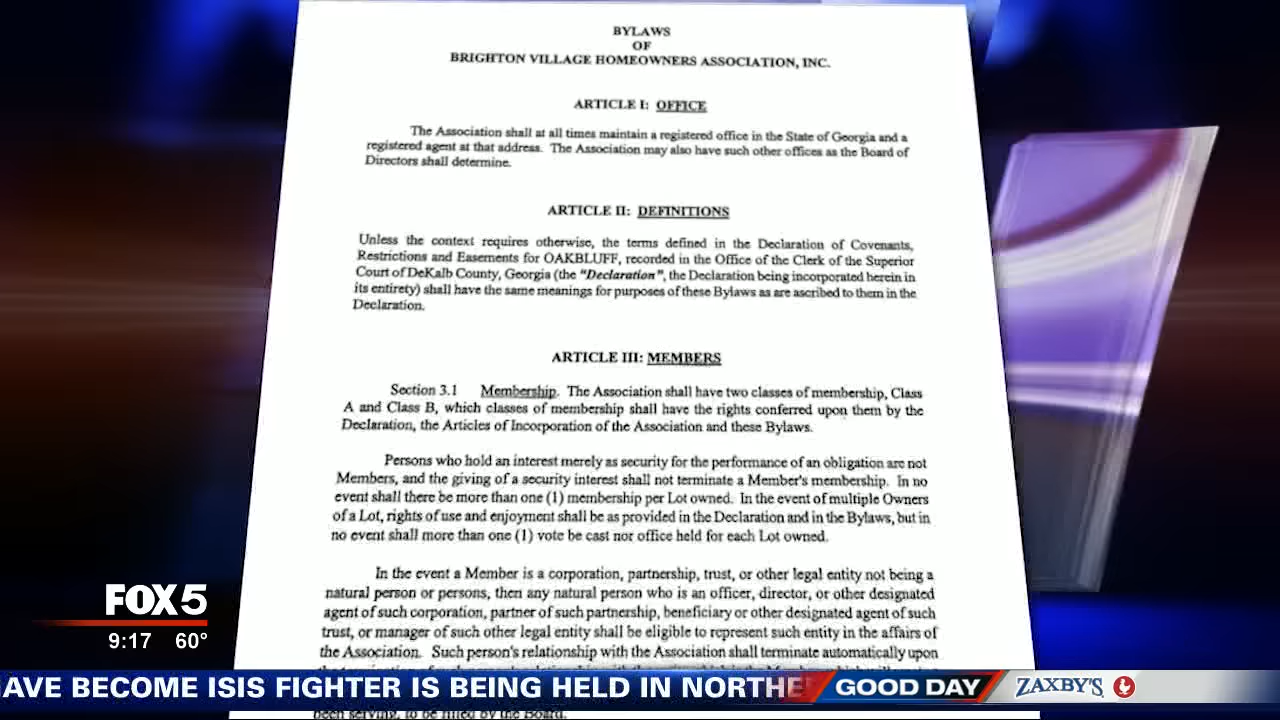 BYLAWS
OF
BRIGHTON VILLAGE HOMEOWNERS ASSOCIATION, INC.
ARTICLE I: OFFICE
The Association shall at all times maintain a registered office in the State of Georgia and a
registered agent at that address. The Association may also have such other offices as the Board of
Directors shall determine.
ARTICLE II: DEFINITIONS
Unless the context requires otherwise, the terms defined in the Declaration of Covenants,
Restrictions and Easements for OAKBLUFF, recorded in the Office of the Clerk of the Superior
Court of DeKalb County, Georgia (the "Declaration", the Declaration being incorporated herein in
its entirety) shall have the same meanings for purposes of these Bylaws as are ascribed to them in the
Declaration.
ARTICLE III: MEMBERS
Section 3.1 Membership. The Association shall have two classes of membership, Class
A and Class B, which classes of membership shall have the rights conferred upon them by the
Declaration, the Articles of Incorporation of the Association and these Bylaws.
Persons who hold an interest merely as security for the performance of an obligation are not
Members, and the giving of a security interest shall not terminate a Member's membership. In no
event shall there be more than one (1) membership per Lot owned. In the event of multiple Owners
of a Lot, rights of use and enjoyment shall be as provided in the Declaration and in the Bylaws, but in
no event shall more than one (1) vote be cast nor office held for each Lot owned.
In the event a Member is a corporation, partnership, trust, or other legal entity not being a
natural person or persons, then any natural person who is an officer, director, or other designated
agent of such corporation, partner of such partnership, beneficiary or other designated agent of such
trust, or manager of such other legal entity shall be eligible to represent such entity in the affairs of
the Association. Such person's relationship with the Association shall terminate automatically upon
been serving, to be filled by the Board.
FOX 5
9:17 60°
AVE BECOME ISIS FIGHTER IS BEING HELD IN NORTHE
GOOD DAY
ZAXBY'S